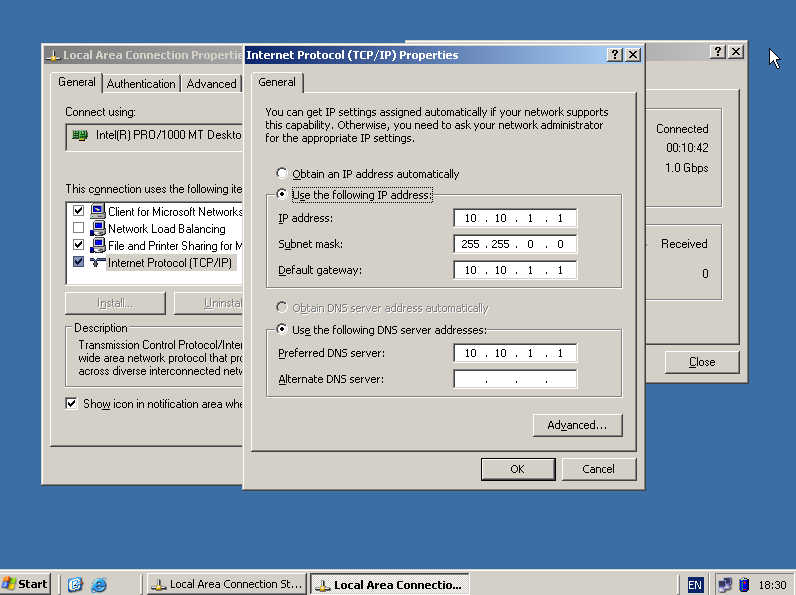 Local Area Connection Propertie
General
Authentication
Advanced
Connect using:
Intel(R) PRO/1000 MT Deskto
This connection uses the following ite
Client for Microsoft Networks
Network Load Balancing
File and Printer Sharing for M
Internet Protocol (TCP/IP)
Install...
Uninstal
Description
Transmission Control Protocol/Inter
wide area network protocol that pro
across diverse interconnected netw
Show icon in notification area whe
Internet Protocol (TCP/IP) Properties
General
You can get IP settings assigned automatically if your network supports
this capability. Otherwise, you need to ask your network administrator
for the appropriate IP settings.
Obtain an IP address automatically
Use the following IP address:
IP address: 10 . 10 . 1 . 1
Subnet mask: 255 . 255 . 0 . 0
Default gateway: 10 . 10 . 1 . 1
Obtain DNS server address automatically
Use the following DNS server addresses:
Preferred DNS server: 10 . 10 . 1 . 1
Alternate DNS server: . . .
Advanced...
OK
Cancel
Connected
00:10:42
1.0 Gbps
Received
0
Close
Start
Local Area Connection St...
Local Area Connectio...
EN
18:30